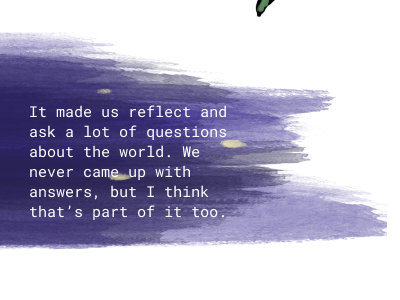 It made us reflect and
ask a lot of questions
about the world. We
never came up with
answers, but I think
that’s part of it too.